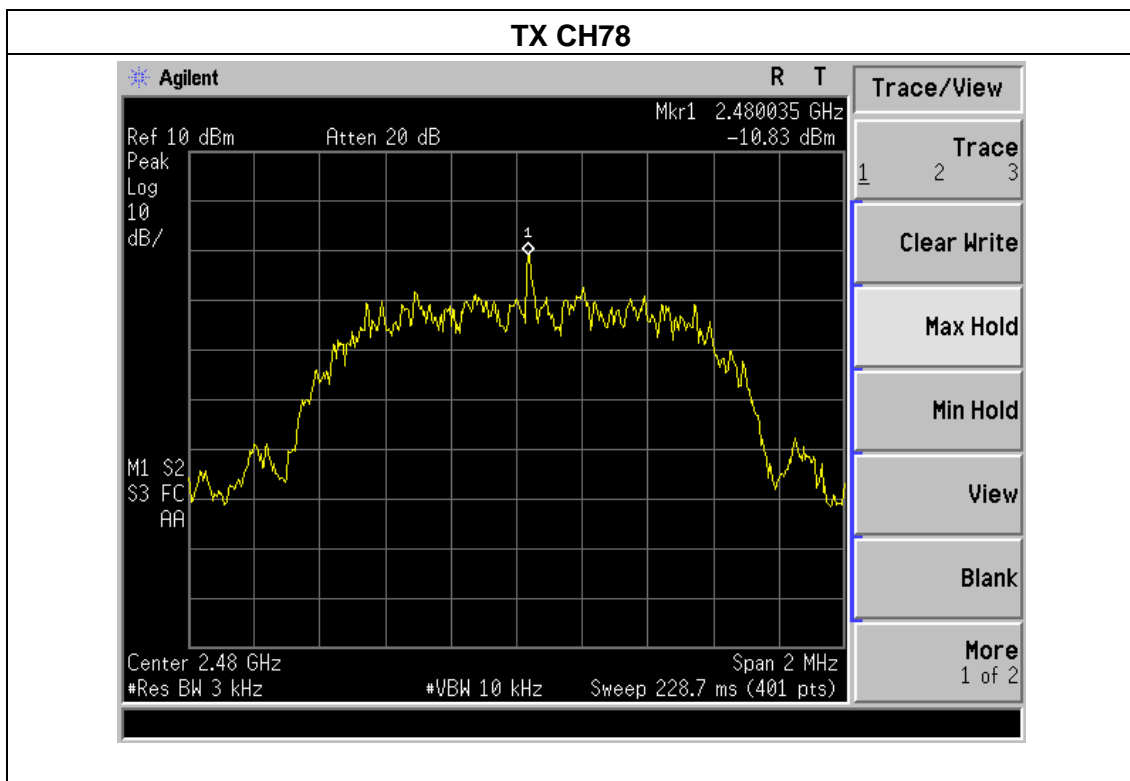 TX CH78
Agilent
R T
Mkr1 2.480035 GHz
Ref 10 dBm Atten 20 dB -10.83 dBm
Peak
Log
10
dB/
1
M1 S2
S3 FC
AA
Center 2.48 GHz Span 2 MHz
#Res BW 3 kHz #VBW 10 kHz Sweep 228.7 ms (401 pts)
Trace/View
Trace
1 2 3
Clear Write
Max Hold
Min Hold
View
Blank
More
1 of 2